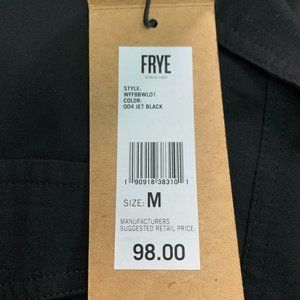 FRYE
SINCE 1863
STYLE:
WFF8BWL01
COLOR:
004 JET BLACK
1 90918 38310 1
SIZE: M
MANUFACTURERS
SUGGESTED RETAIL PRICE:
98.00